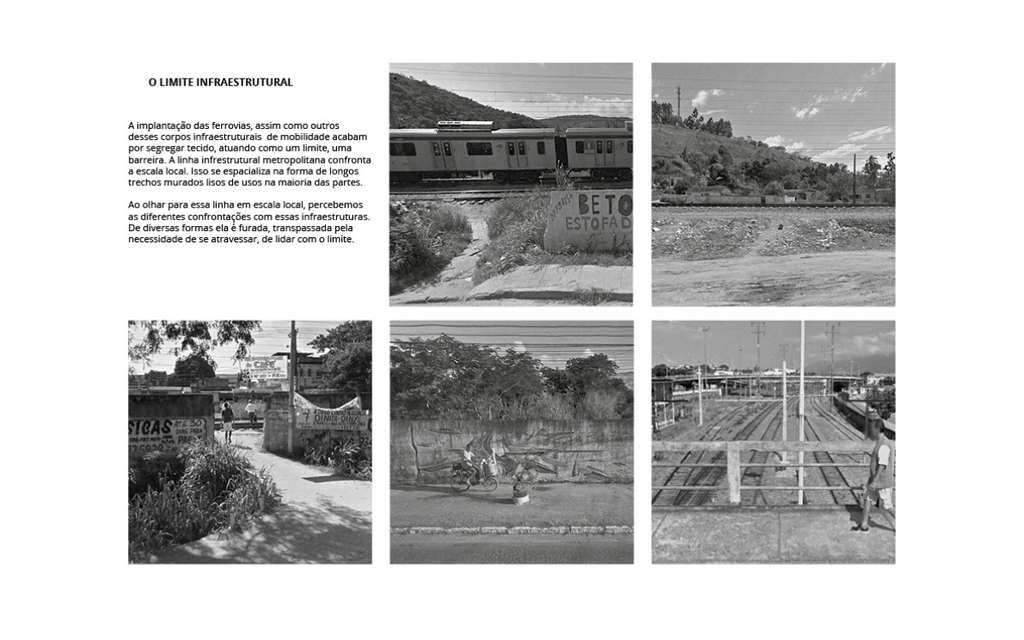 O LIMITE INFRAESTRUTURAL
A implantação das ferrovias, assim como outros
desses corpos infraestruturais de mobilidade acabam
por segregar tecido, atuando como um limite, uma
barreira. A linha infrestrutural metropolitana confronta
a escala local. Isso se espacializa na forma de longos
trechos murados lisos de usos na maioria das partes.
Ao olhar para essa linha em escala local, percebemos
as diferentes confrontações com essas infraestruturas.
De diversas formas ela é furada, transpassada pela
necessidade de se atravessar, de lidar com o limite.
BETO
ESTOFAD
CAFÉ
SICAS